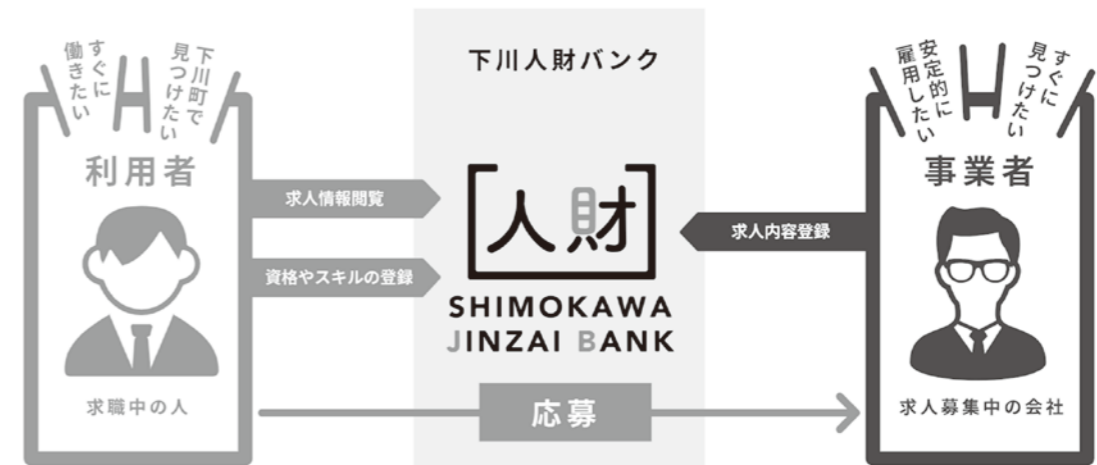 すぐに
働きたい
下川町で
見つけたい
利用者
求職中の人
求人情報閲覧
資格やスキルの登録
下川人財バンク
人財
SHIMOKAWA
JINZAI BANK
応募
求人内容登録
安定的に
雇用したい
すぐに
見つけたい
事業者
求人募集中の会社